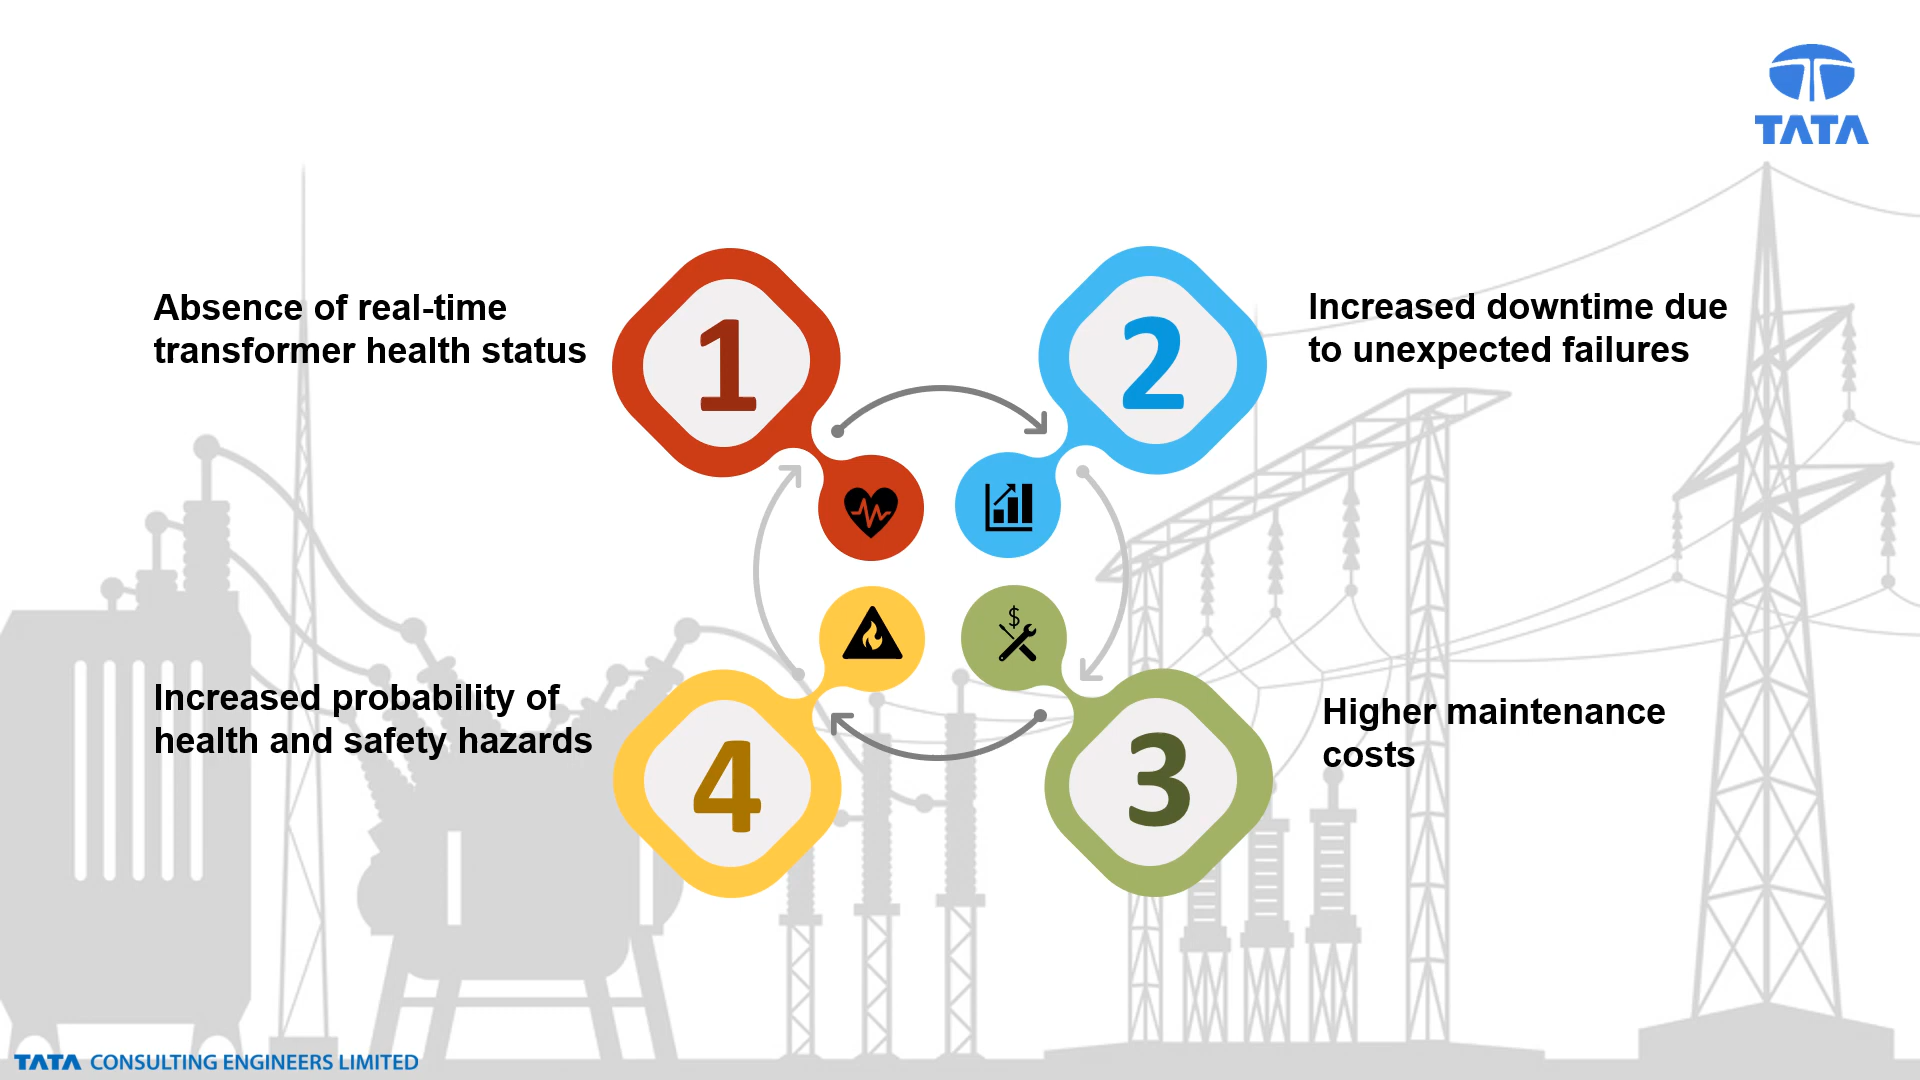 TATA
Absence of real-time
transformer health status
1
2
Increased downtime due
to unexpected failures
$
Increased probability of
health and safety hazards
4
3
Higher maintenance
costs
TATA CONSULTING ENGINEERS LIMITED